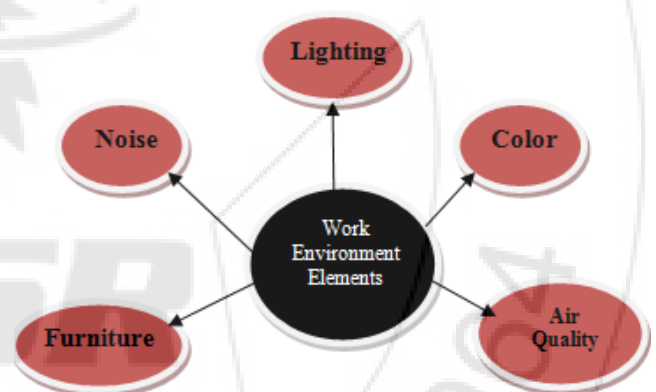 Lighting
Noise
Color
Work
Environment
Elements
Furniture
Air
Quality